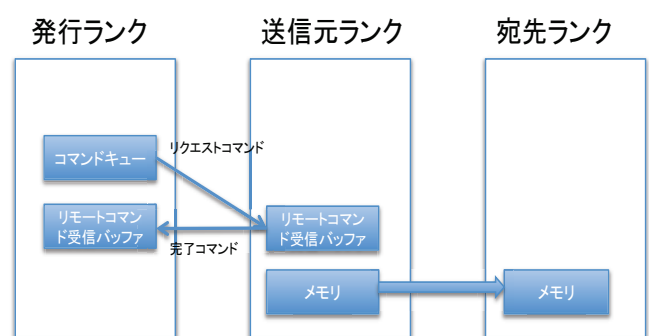 発行ランク
送信元ランク
宛先ランク
コマンドキュー
リクエストコマンド
リモートコマン
ド受信バッファ
リモートコマン
ド受信バッファ
完了コマンド
メモリ
メモリ